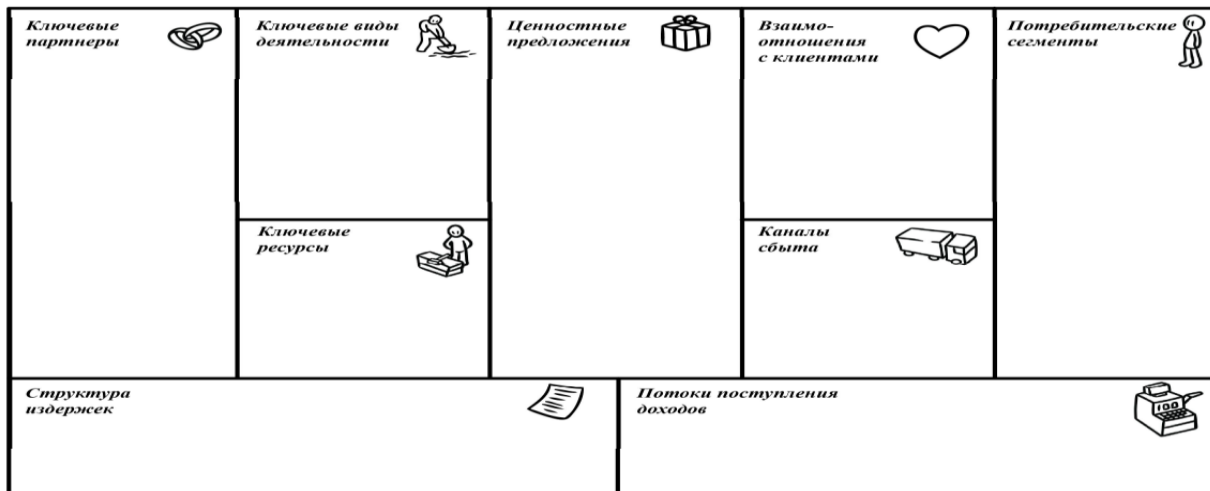 Ключевые
партнеры
Ключевые виды
деятельности
Ключевые
ресурсы
Ценностные
предложения
Взаимо-
отношения
с клиентами
Каналы
сбыта
Потребительские
сегменты
Структура
издержек
Потоки поступления
доходов
100